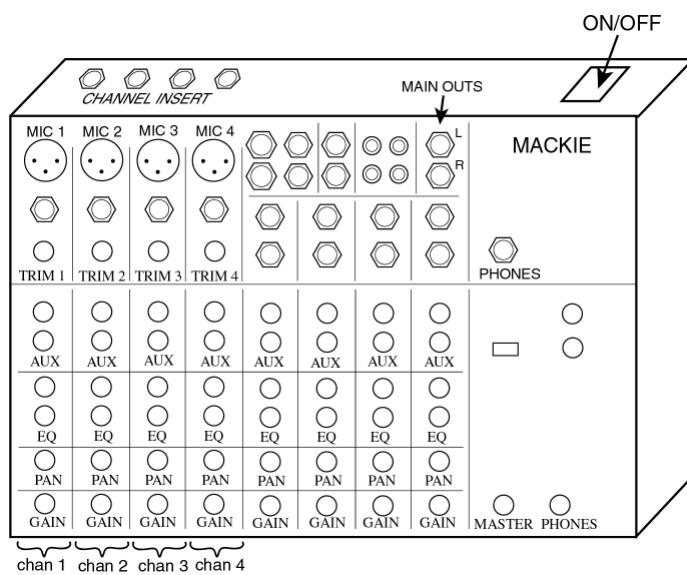 ON/OFF
CHANNEL INSERT
MAIN OUTS
MIC 1 MIC 2 MIC 3 MIC 4
L
R
MACKIE
PHONES
TRIM 1 TRIM 2 TRIM 3 TRIM 4
AUX AUX AUX AUX AUX AUX AUX AUX
EQ EQ EQ EQ EQ EQ EQ EQ
PAN PAN PAN PAN PAN PAN PAN PAN
GAIN GAIN GAIN GAIN GAIN GAIN GAIN GAIN MASTER PHONES
chan 1 chan 2 chan 3 chan 4